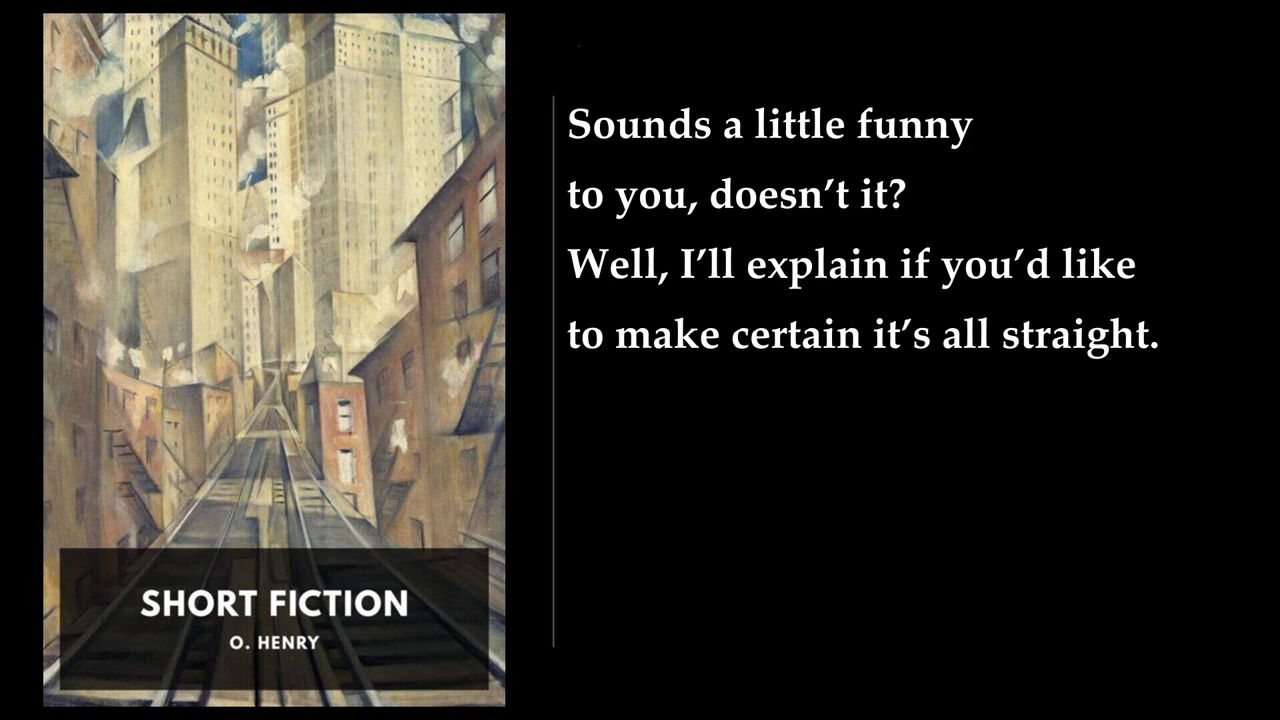 Sounds a little funny
to you, doesn’t it?
Well, I’ll explain if you’d like
to make certain it’s all straight.
SHORT FICTION
O. HENRY